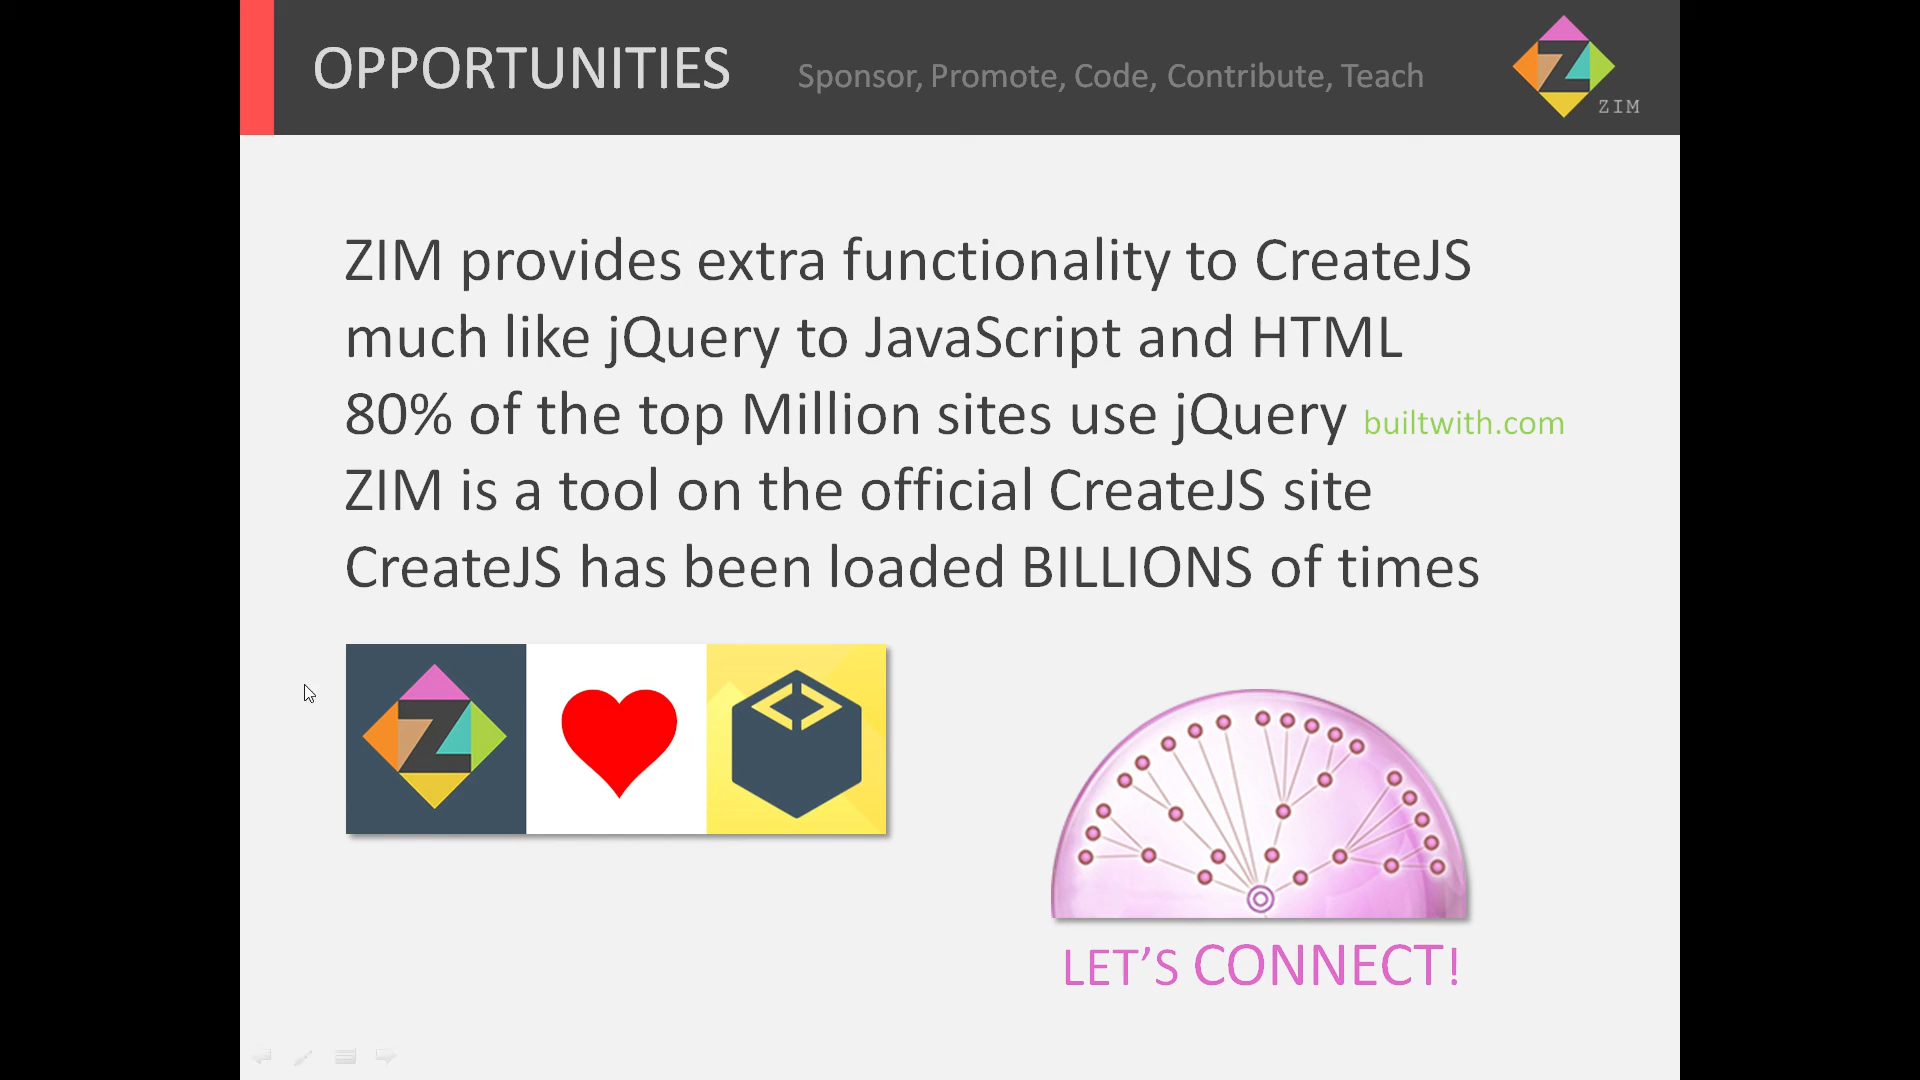 OPPORTUNITIES Sponsor, Promote, Code, Contribute, Teach
ZIM
ZIM provides extra functionality to CreateJS
much like jQuery to JavaScript and HTML
80% of the top Million sites use jQuery builtwith.com
ZIM is a tool on the official CreateJS site
CreateJS has been loaded BILLIONS of times
Z
LET’S CONNECT!